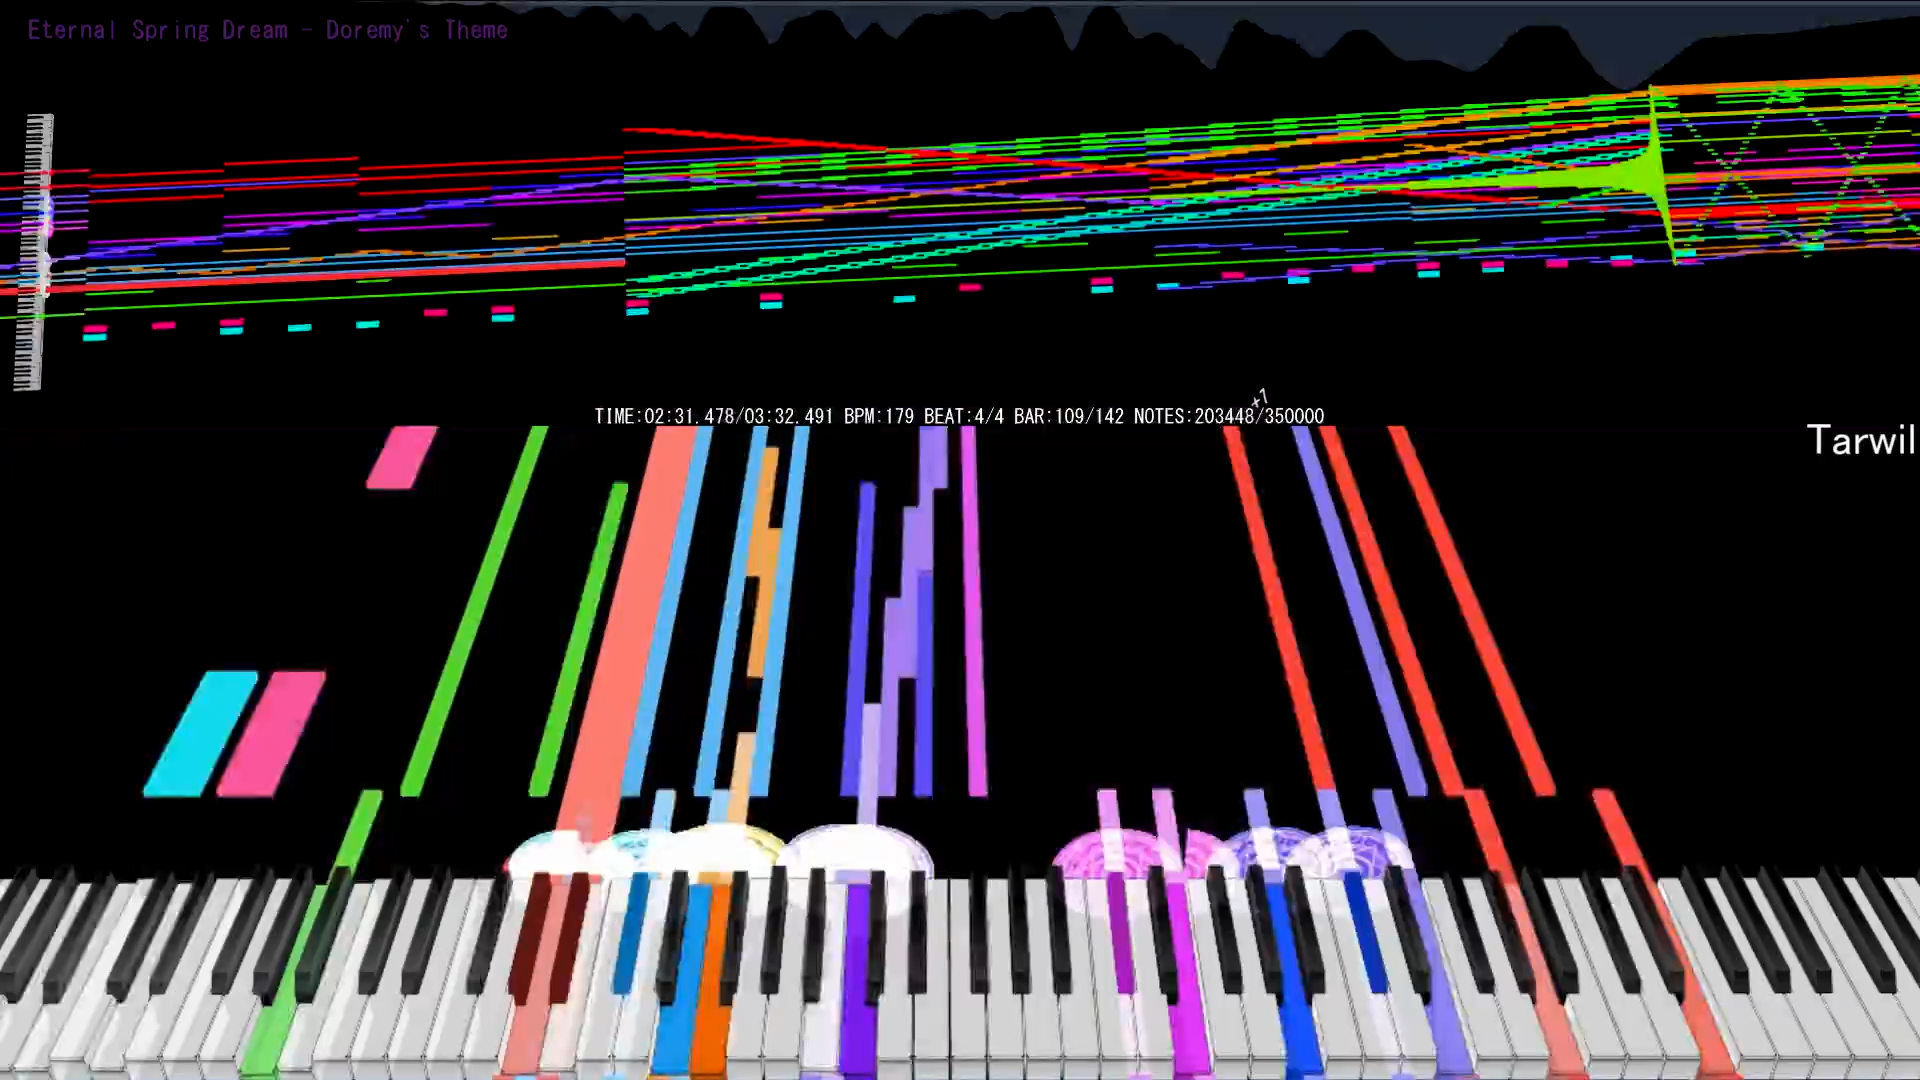 Eternal Spring Dream - Doremy's Theme
+7
TIME:02:31.478/03:32.491 BPM:179 BEAT:4/4 BAR:109/142 NOTES:203448/350000
Tarwil